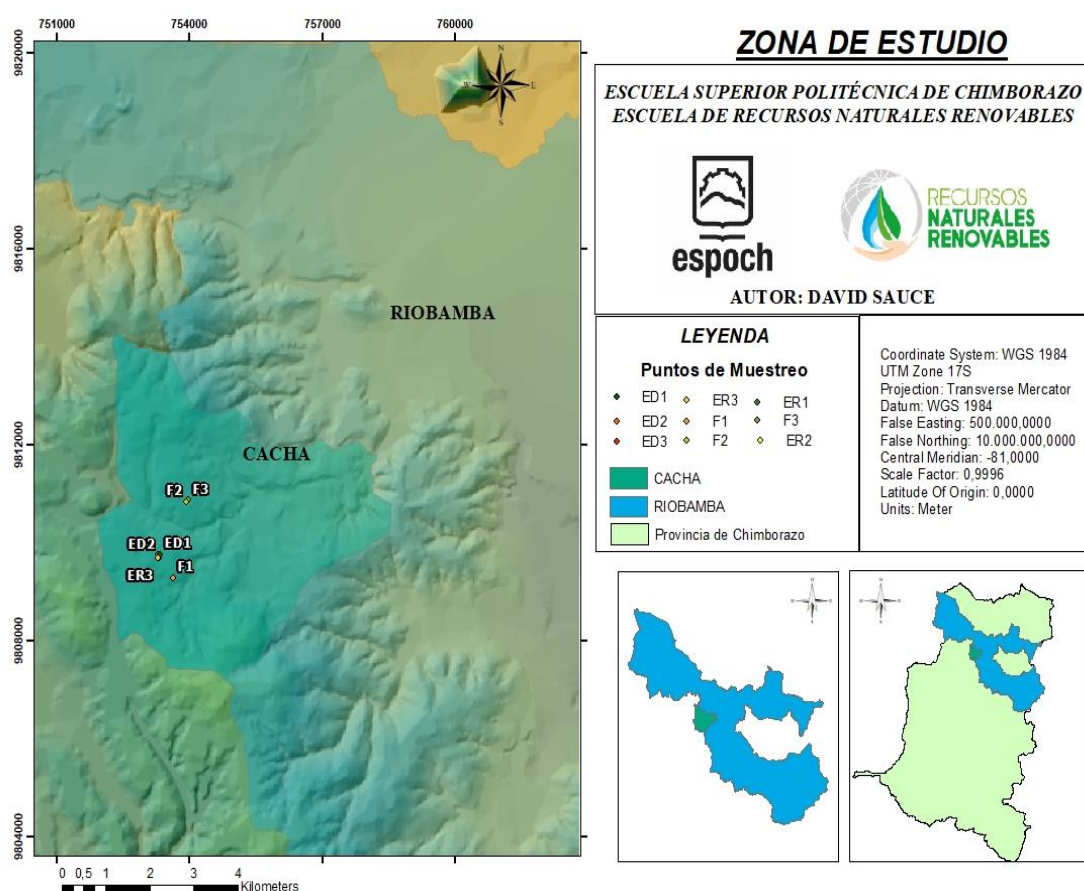 751000 754000 757000 760000
9820000
9816000
9812000
9808000
9804000
N
W E
S
RIOBAMBA
CACHA
F2 F3
ED2 ED1
ER3 F1
0 0,5 1 2 3 4
Kilometers
ZONA DE ESTUDIO
ESCUELA SUPERIOR POLITÉCNICA DE CHIMBORAZO
ESCUELA DE RECURSOS NATURALES RENOVABLES
espoch
RECURSOS
NATURALES
RENOVABLES
AUTOR: DAVID SAUCE
LEYENDA
Puntos de Muestreo
ED1 ER3 ER1
ED2 F1 F3
ED3 F2 ER2
CACHA
RIOBAMBA
Provincia de Chimborazo
Coordinate System: WGS 1984
UTM Zone 17S
Projection: Transverse Mercator
Datum: WGS 1984
False Easting: 500.000,0000
False Northing: 10.000.000,0000
Central Meridian: -81,0000
Scale Factor: 0,9996
Latitude Of Origin: 0,0000
Units: Meter